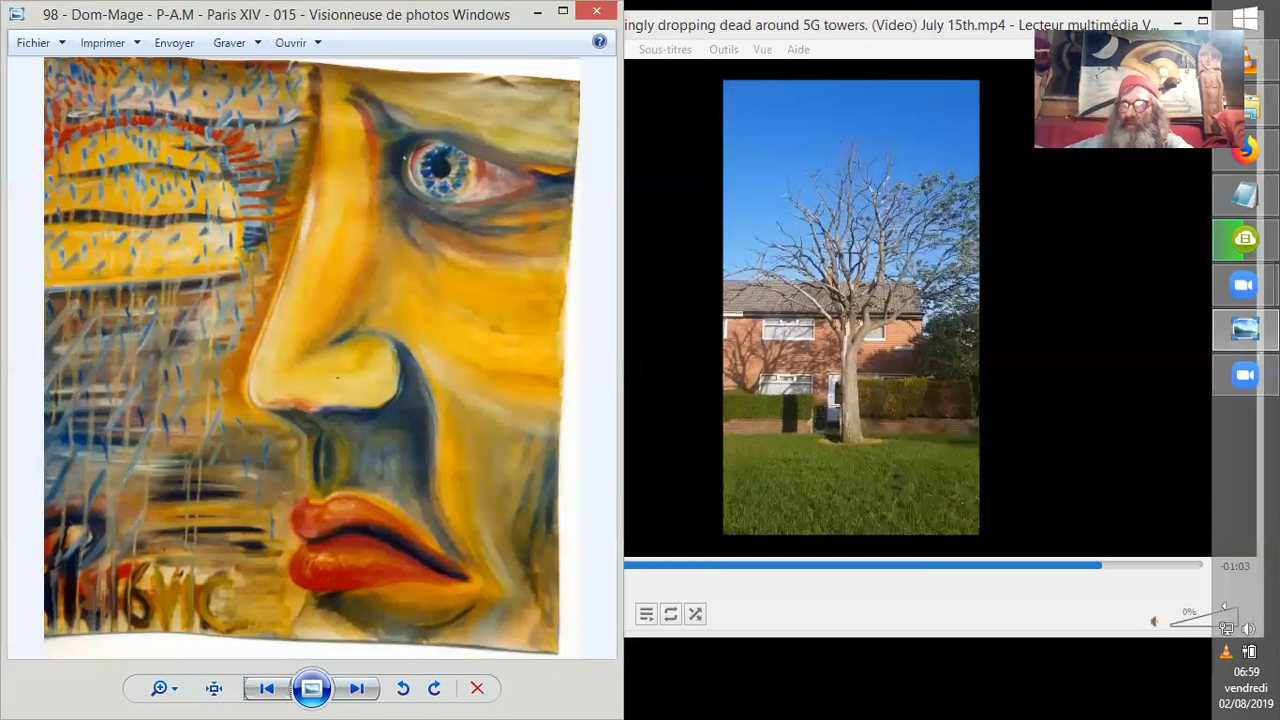 98 - Dom-Mage - P-A-M - Paris XIV - 015 - Visionneuse de photos Windows
Fichier Imprimer Envoyer Graver Ouvrir
ingly dropping dead around 5G towers. (Video) July 15th.mp4 - Lecteur multimédia V...
Sous-titres Outils Vue Aide
-01:03
0%
06:59
vendredi
02/08/2019